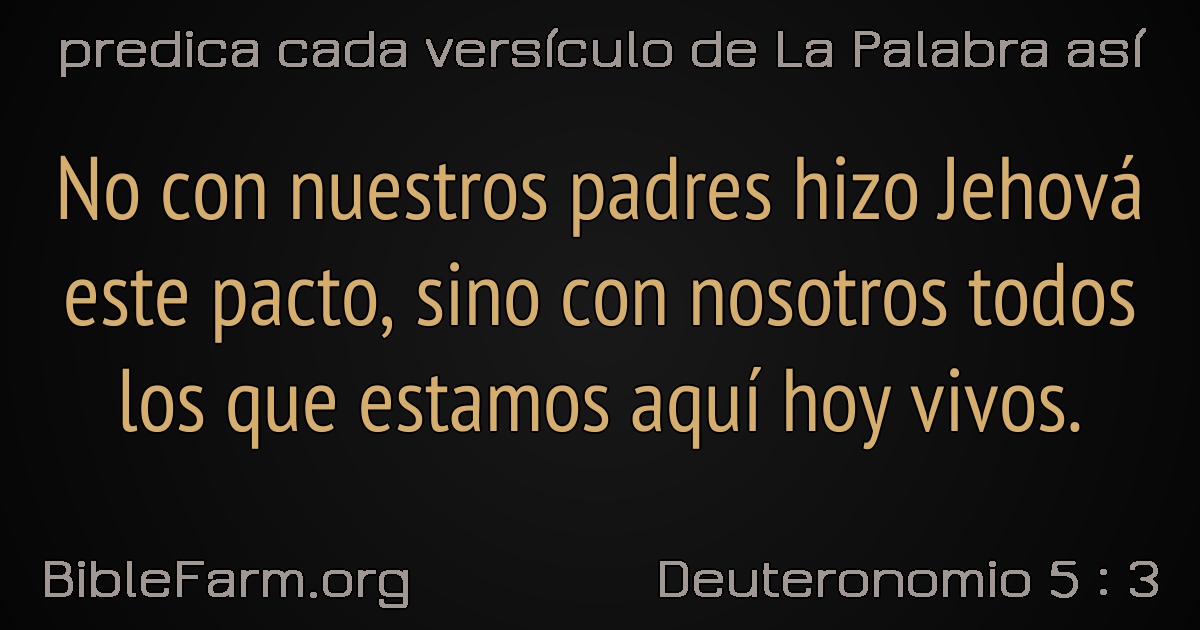 predica cada versículo de La Palabra así
No con nuestros padres hizo Jehová
este pacto, sino con nosotros todos
los que estamos aquí hoy vivos.
BibleFarm.org
Deuteronomio 5 : 3